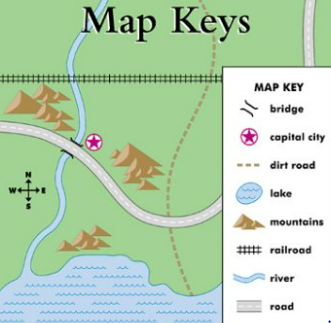 Map Keys
MAP KEY
bridge
capital city
dirt road
lake
mountains
railroad
river
road
N
W E
S